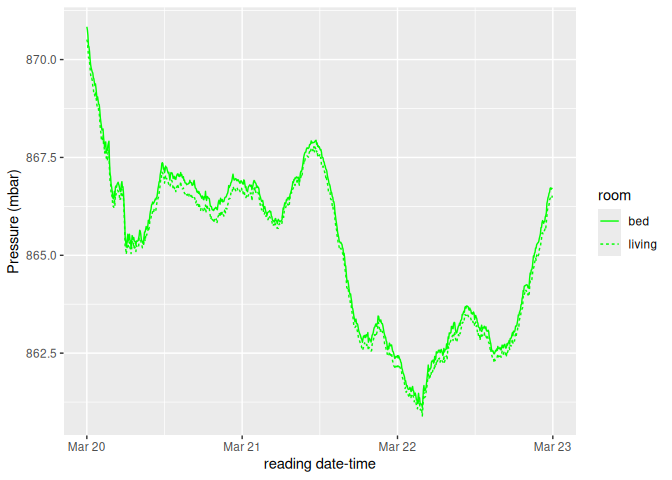 870.0
867.5
865.0
862.5
Pressure (mbar)
Mar 20
Mar 21
Mar 22
Mar 23
reading date-time
room
bed
living